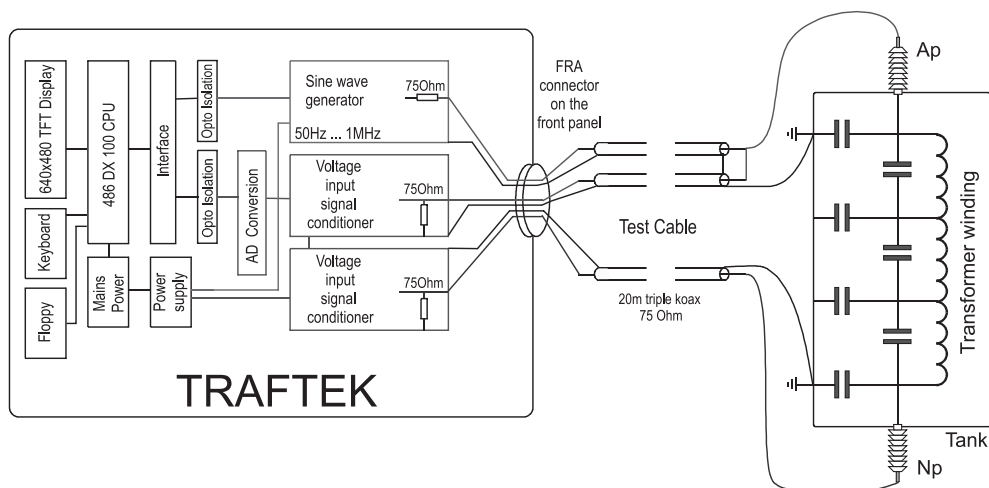 640x480 TFT Display
486 DX 100 CPU
Interface
Opto Isolation
Opto Isolation
Sine wave
generator
75Ohm
50Hz ... 1MHz
Voltage
input
signal
conditioner
75Ohm
AD Conversion
Voltage
input
signal
conditioner
75Ohm
Keyboard
Mains
Power
Power
supply
Floppy
TRAFTEK
FRA
connector
on the
front panel
Test Cable
20m triple koax
75 Ohm
Ap
Transformer winding
Tank
Np